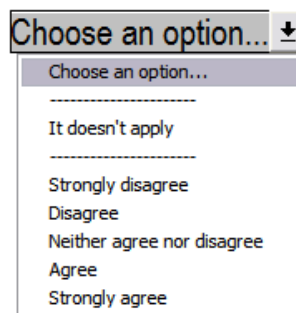 Choose an option...
Choose an option...
----------------------
It doesn't apply
----------------------
Strongly disagree
Disagree
Neither agree nor disagree
Agree
Strongly agree